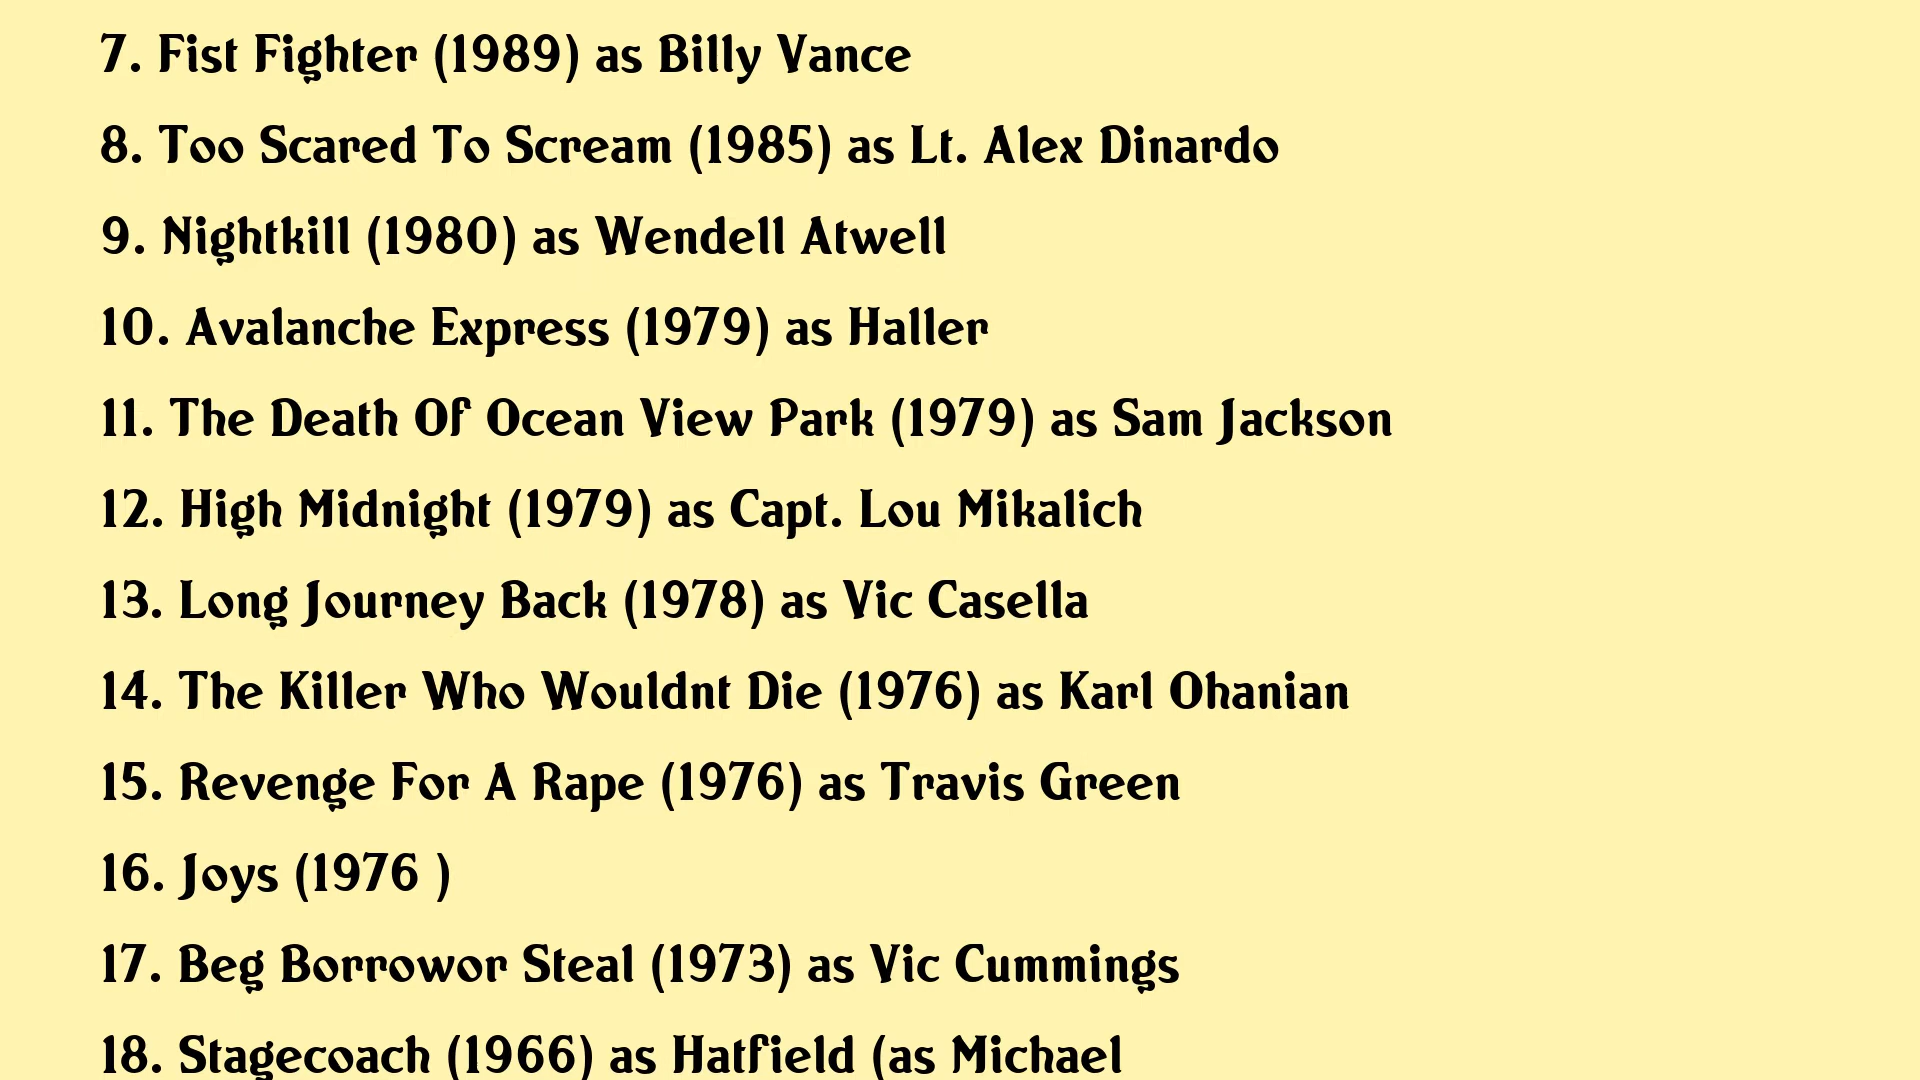 7. Fist Fighter (1989) as Billy Vance
8. Too Scared To Scream (1985) as Lt. Alex Dinardo
9. Nightkill (1980) as Wendell Atwell
10. Avalanche Express (1979) as Haller
11. The Death Of Ocean View Park (1979) as Sam Jackson
12. High Midnight (1979) as Capt. Lou Mikalich
13. Long Journey Back (1978) as Vic Casella
14. The Killer Who Wouldnt Die (1976) as Karl Ohanian
15. Revenge For A Rape (1976) as Travis Green
16. Joys (1976 )
17. Beg Borrowor Steal (1973) as Vic Cummings
18. Stagecoach (1966) as Hatfield (as Michael